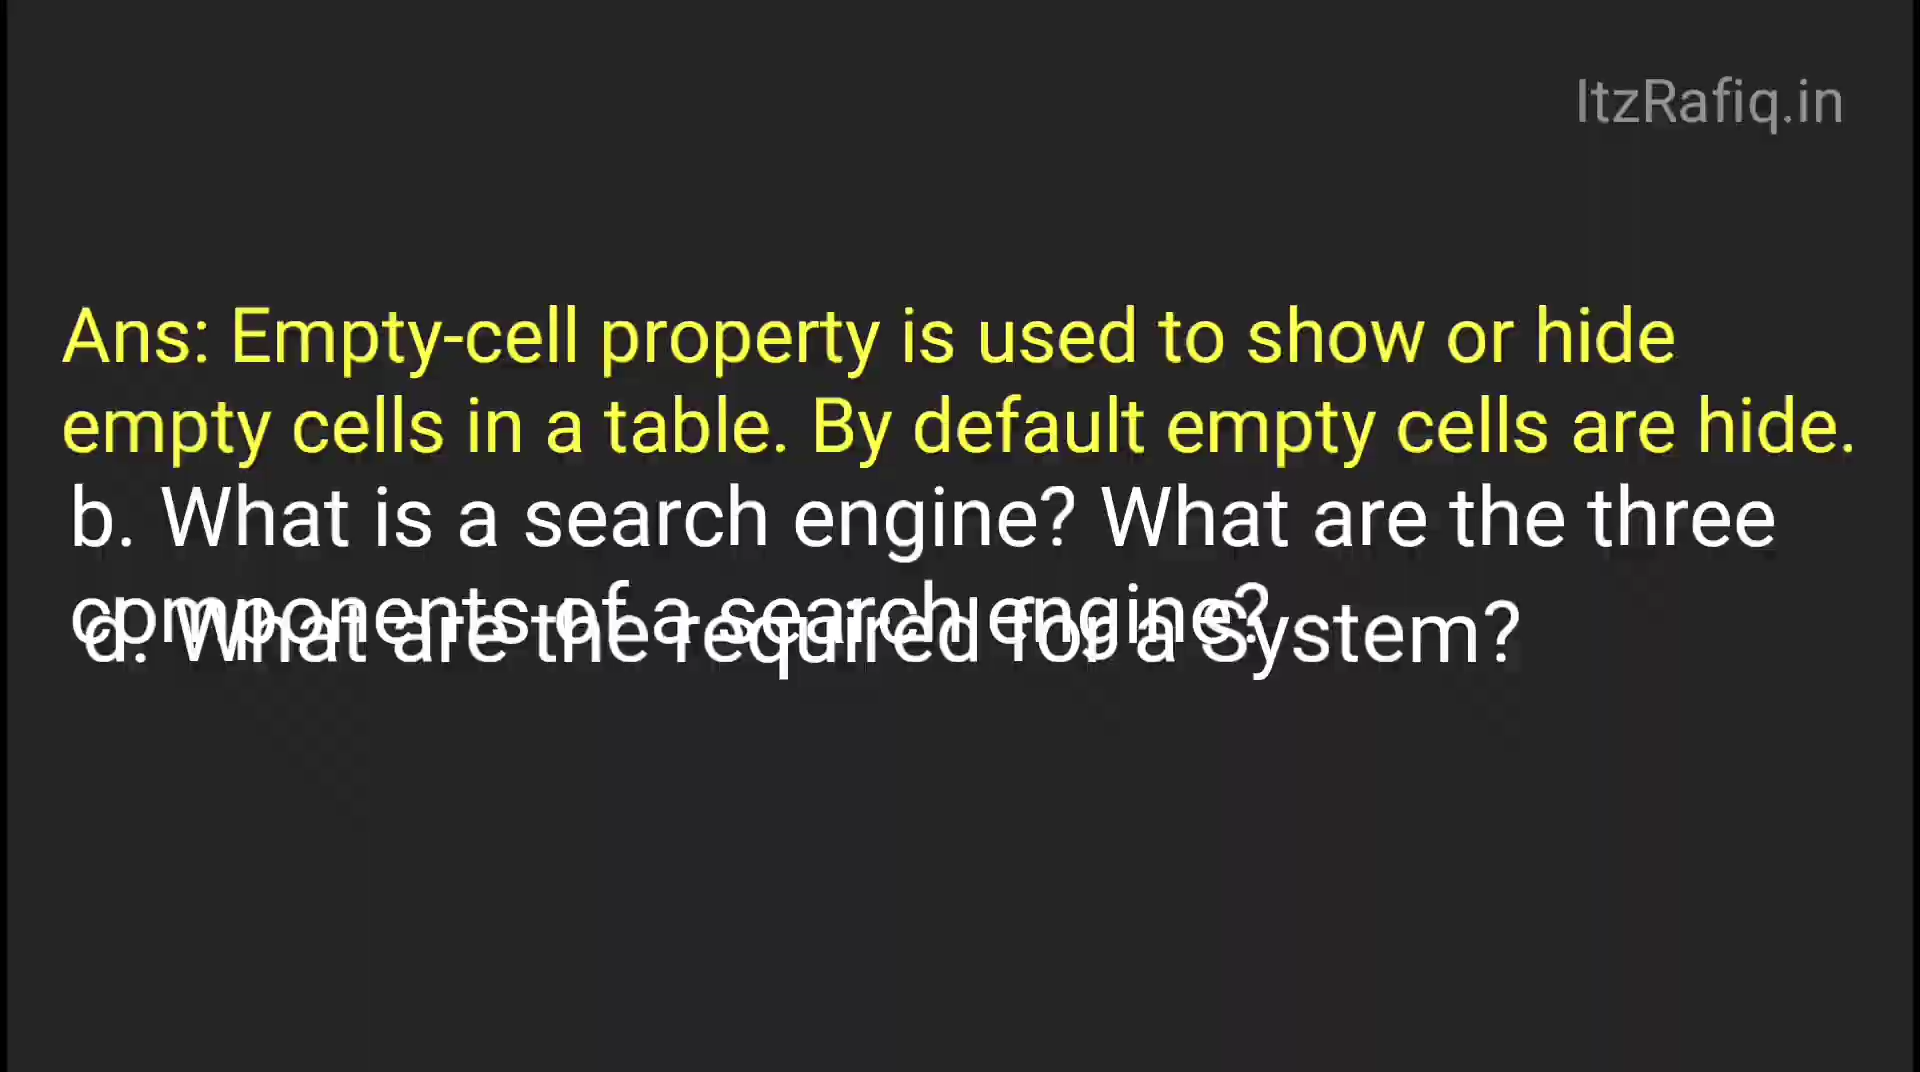 ItzRafiq.in
Ans: Empty-cell property is used to show or hide
empty cells in a table. By default empty cells are hide.
b. What is a search engine? What are the three
components of a search engine?
d. What are the required for a System?